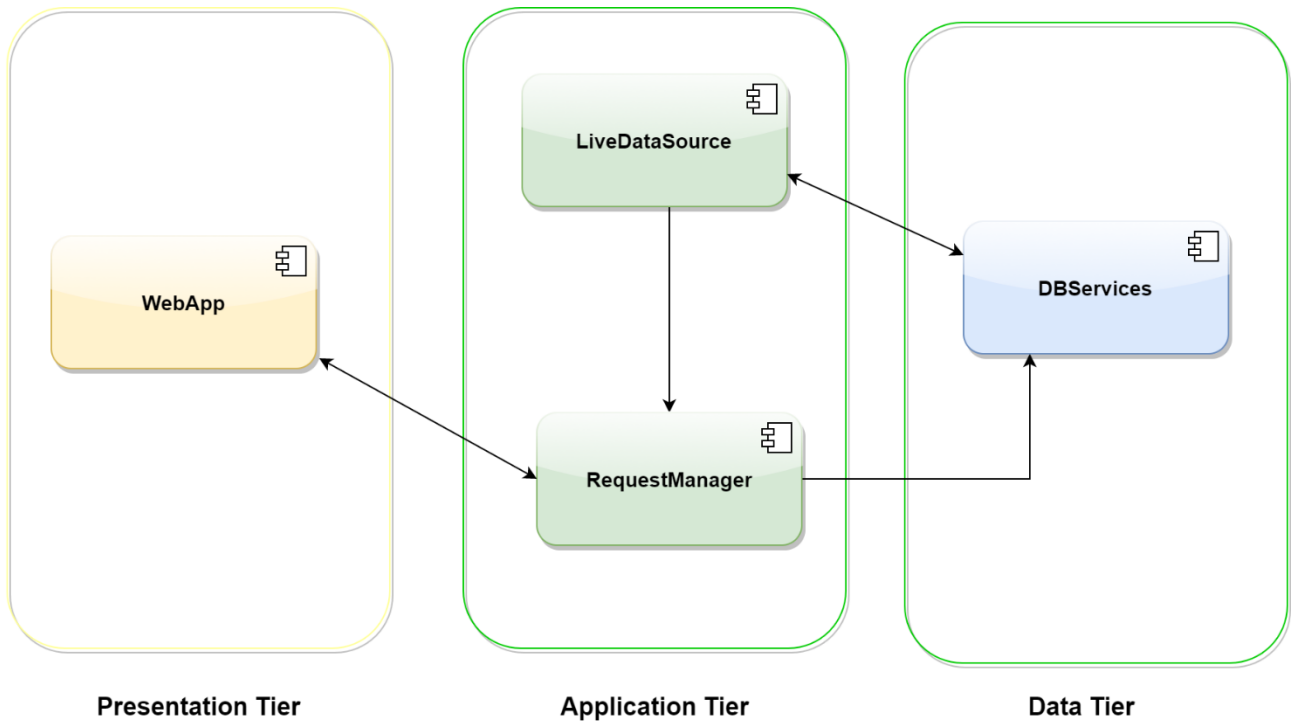 LiveDataSource
WebApp
DBServices
RequestManager
Presentation Tier
Application Tier
Data Tier